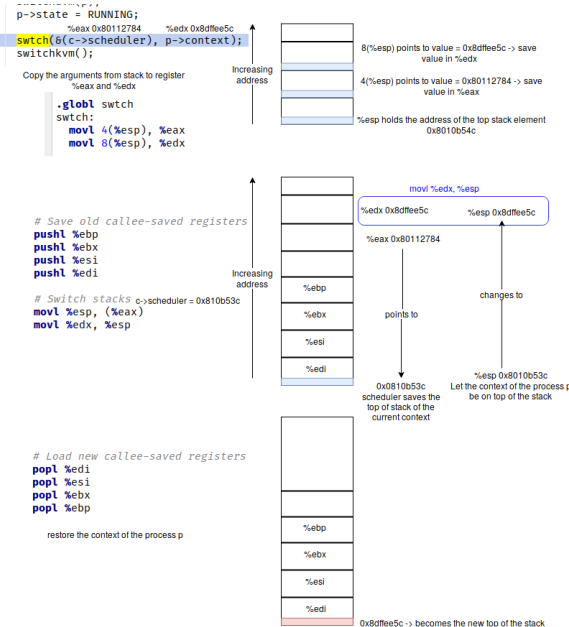 p->state = RUNNING;
%eax 0x80112784 %edx 0x8dffee5c
swtch(&(c->scheduler), p->context);
switchkvm();
Copy the arguments from stack to register
%eax and %edx
.globl swtch
swtch:
movl 4(%esp), %eax
movl 8(%esp), %edx
Increasing
address
8(%esp) points to value = 0x8dffee5c -> save
value in %edx
4(%esp) points to value = 0x80112784 -> save
value in %eax
%esp holds the address of the top stack element
0x8010b54c
# Save old callee-saved registers
pushl %ebp
pushl %ebx
pushl %esi
pushl %edi
# Switch stacks c->scheduler = 0x810b53c
movl %esp, (%eax)
movl %edx, %esp
Increasing
address
%ebp
%ebx
%esi
%edi
movl %edx, %esp
%edx 0x8dffee5c %esp 0x8dffee5c
%eax 0x80112784
points to
changes to
0x0810b53c
scheduler saves the
top of stack of the
current context
%esp 0x8010b53c
Let the context of the process p
be on top of the stack
# Load new callee-saved registers
popl %edi
popl %esi
popl %ebx
popl %ebp
restore the context of the process p
%ebp
%ebx
%esi
%edi
0x8dffee5c -> becomes the new top of the stack